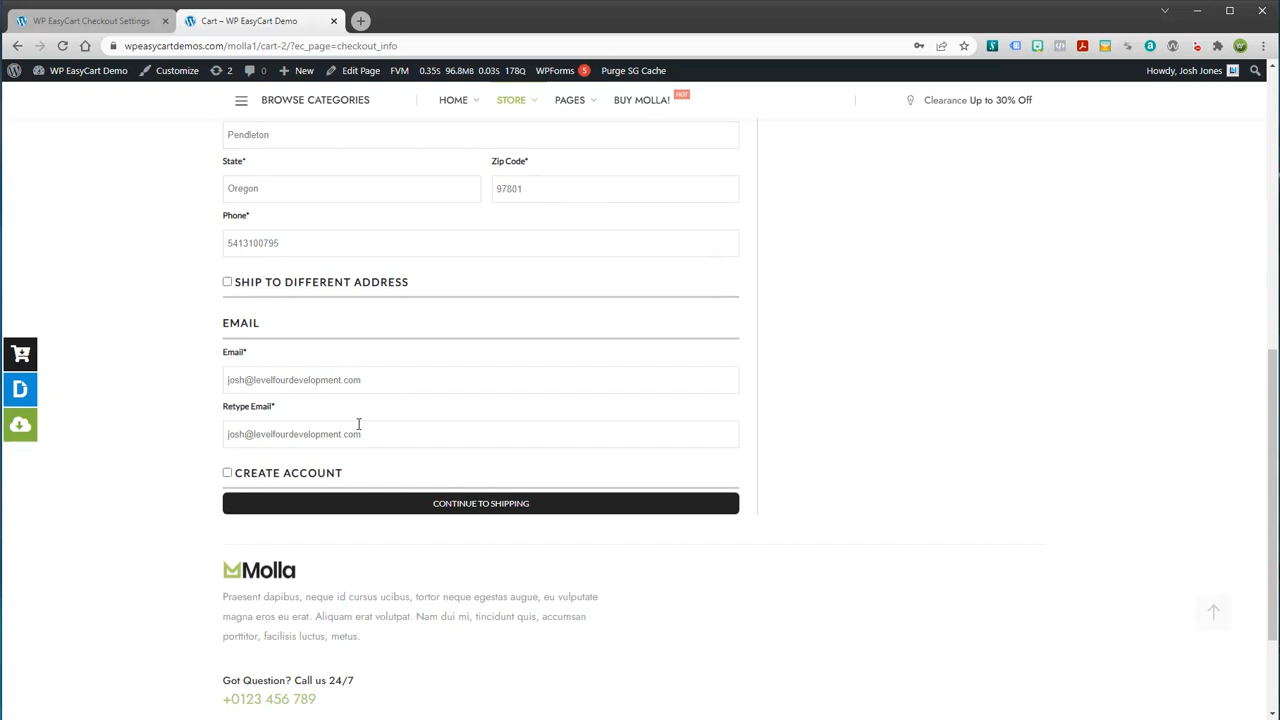 WP EasyCart Checkout Settings
Cart – WP EasyCart Demo
wpeasycartdemos.com/molla1/cart-2/?ec_page=checkout_info
WP EasyCart Demo Customize 2 0 New Edit Page FVM 0.35s 96.8MB 0.03s 178Q WPForms 5 Purge SG Cache Howdy, Josh Jones
HOT
BROWSE CATEGORIES HOME STORE PAGES BUY MOLLA! Clearance Up to 30% Off
Pendleton
State* Zip Code*
Oregon 97801
Phone*
5413100795
SHIP TO DIFFERENT ADDRESS
EMAIL
Email*
josh@levelfourdevelopment.com
Retype Email*
josh@levelfourdevelopment.com
CREATE ACCOUNT
CONTINUE TO SHIPPING
Molla
Praesent dapibus, neque id cursus ucibus, tortor neque egestas augue, eu vulputate
magna eros eu erat. Aliquam erat volutpat. Nam dui mi, tincidunt quis, accumsan
porttitor, facilisis luctus, metus.
Got Question? Call us 24/7
+0123 456 789